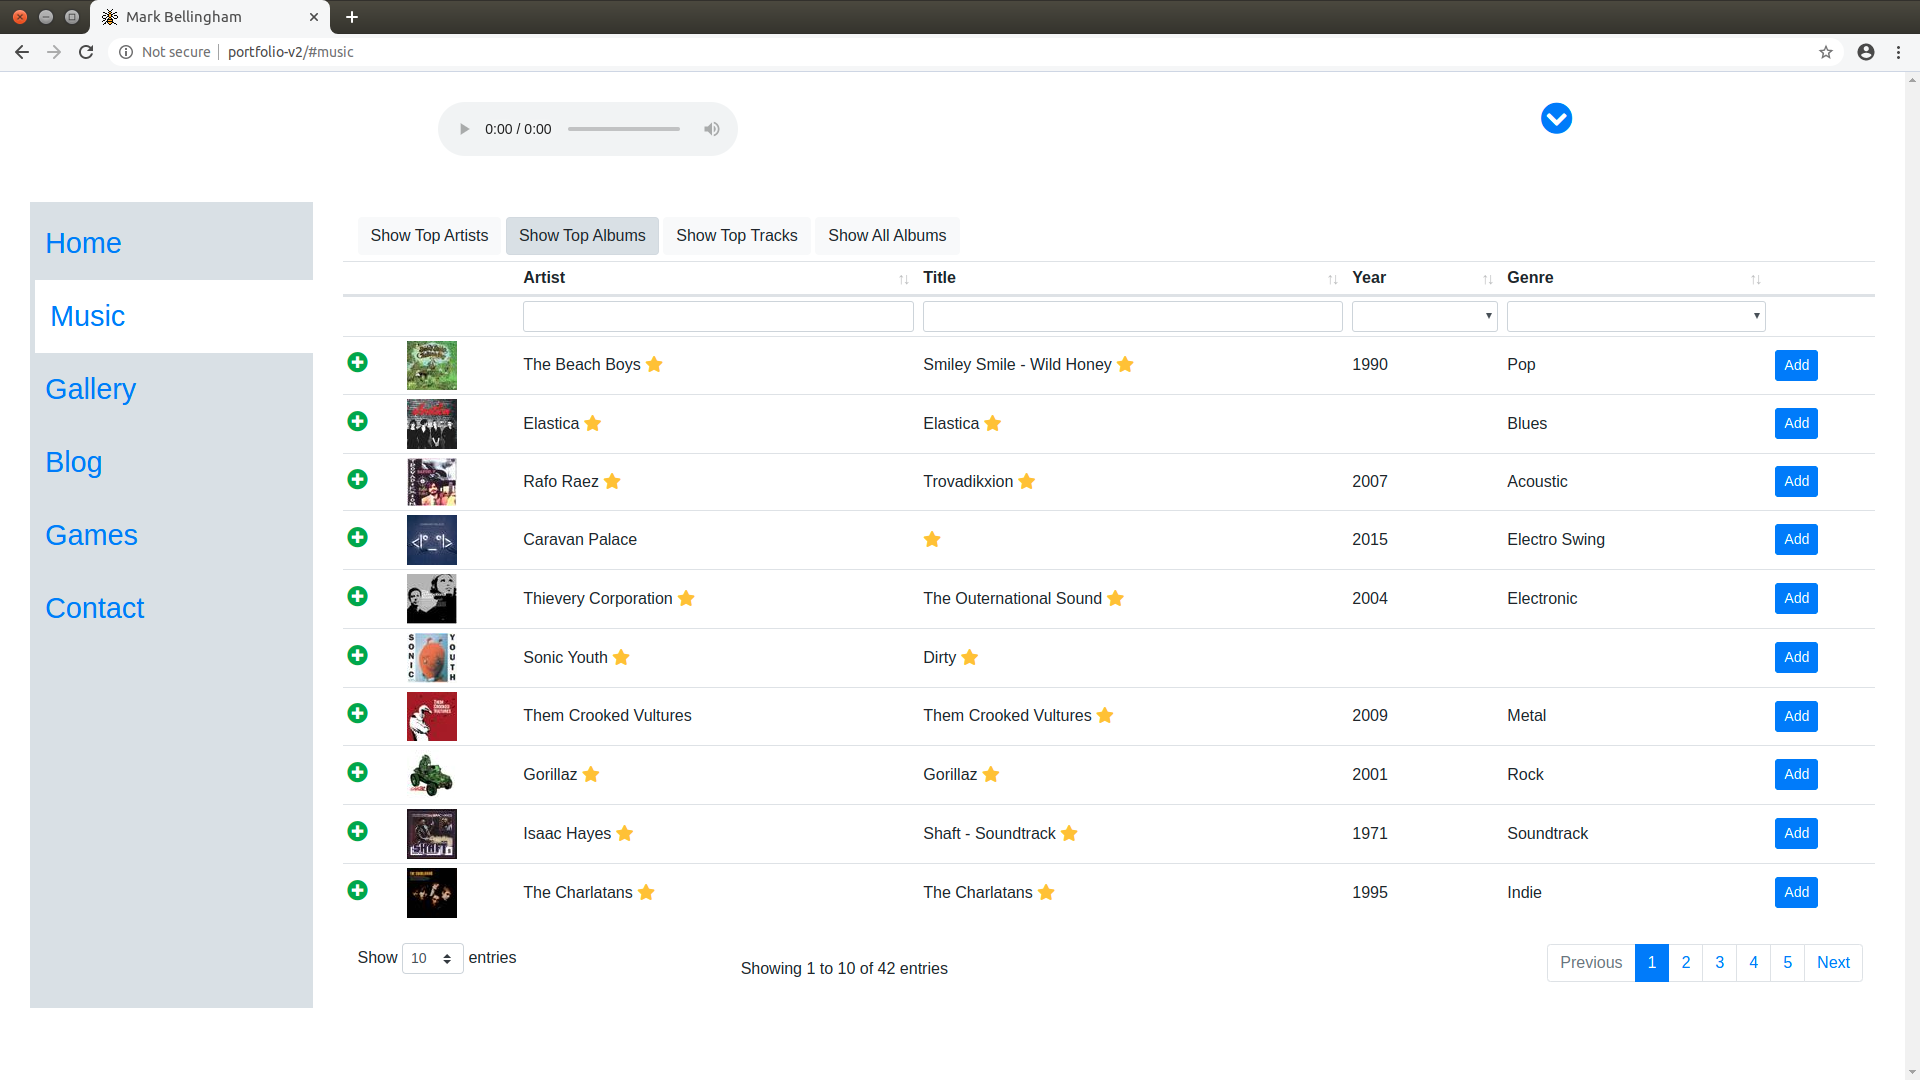 Mark Bellingham
Not secure portfolio-v2/#music
0:00 / 0:00
Home
Music
Gallery
Blog
Games
Contact
Show Top Artists Show Top Albums Show Top Tracks Show All Albums
Artist Title Year Genre
The Beach Boys Smiley Smile - Wild Honey 1990 Pop Add
Elastica Elastica Blues Add
Rafo Raez Trovadikxion 2007 Acoustic Add
<|°_°|>
Caravan Palace 2015 Electro Swing Add
Thievery Corporation The Outernational Sound 2004 Electronic Add
SONIC YOUTH
Sonic Youth Dirty Add
THEM CROOKED VULTURES
Them Crooked Vultures Them Crooked Vultures 2009 Metal Add
Gorillaz Gorillaz 2001 Rock Add
SHAFT
Isaac Hayes Shaft - Soundtrack 1971 Soundtrack Add
The Charlatans The Charlatans 1995 Indie Add
Show 10 entries
Showing 1 to 10 of 42 entries
Previous 1 2 3 4 5 Next